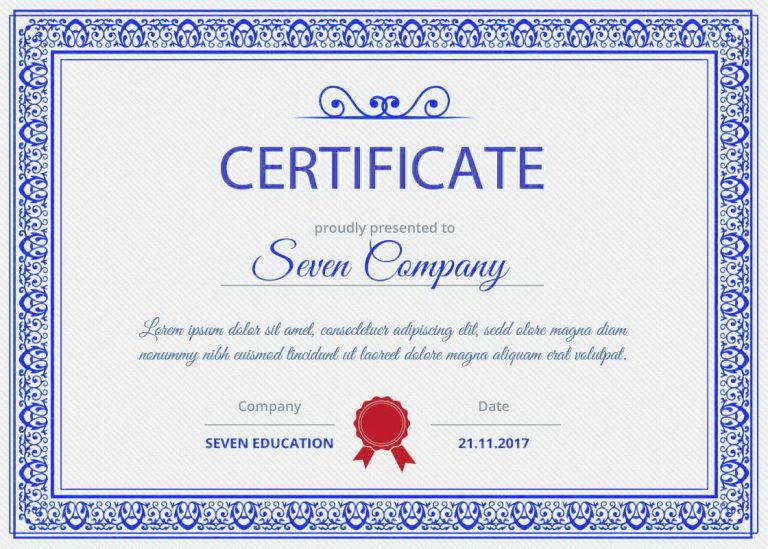 CERTIFICATE
proudly presented to
Seven Company
Lorem ipsum dolor sit amet, consectetuer adipiscing elit, sedd olore magna diam
nonummy nibh euismod tincidunt ut laoreet dolore magna aliquam erat volutpat.
Company
Date
SEVEN EDUCATION
21.11.2017